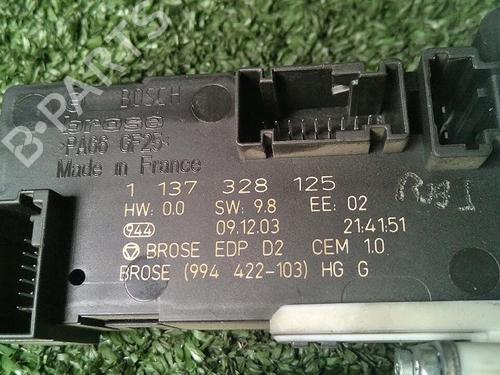 B-PARTS
BOSCH
brose
>PA66 GF25<
Made in France
1 137 328 125
HW: 0.0 SW: 9.8 EE: 02
944 09.12.03 21:41:51
BROSE EDP D2 CEM 1.0
BROSE (994 422-103) HG G